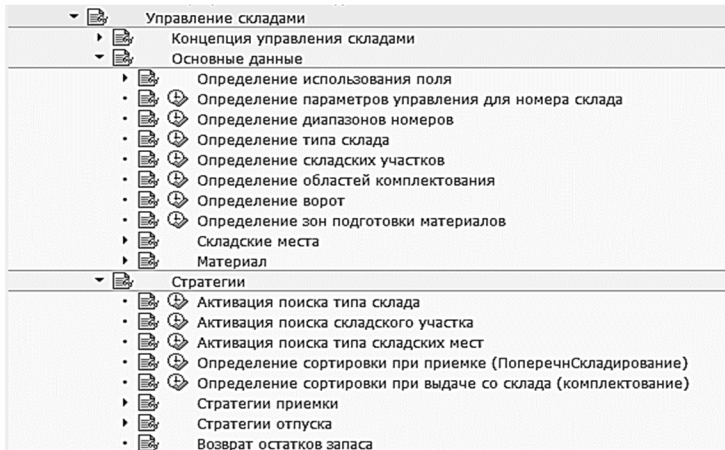 Управление складами
Концепция управления складами
Основные данные
Определение использования поля
Определение параметров управления для номера склада
Определение диапазонов номеров
Определение типа склада
Определение складских участков
Определение областей комплектования
Определение ворот
Определение зон подготовки материалов
Складские места
Материал
Стратегии
Активация поиска типа склада
Активация поиска складского участка
Активация поиска типа складских мест
Определение сортировки при приемке (ПоперечнСкладирование)
Определение сортировки при выдаче со склада (комплектование)
Стратегии приемки
Стратегии отпуска
Возврат остатков запаса